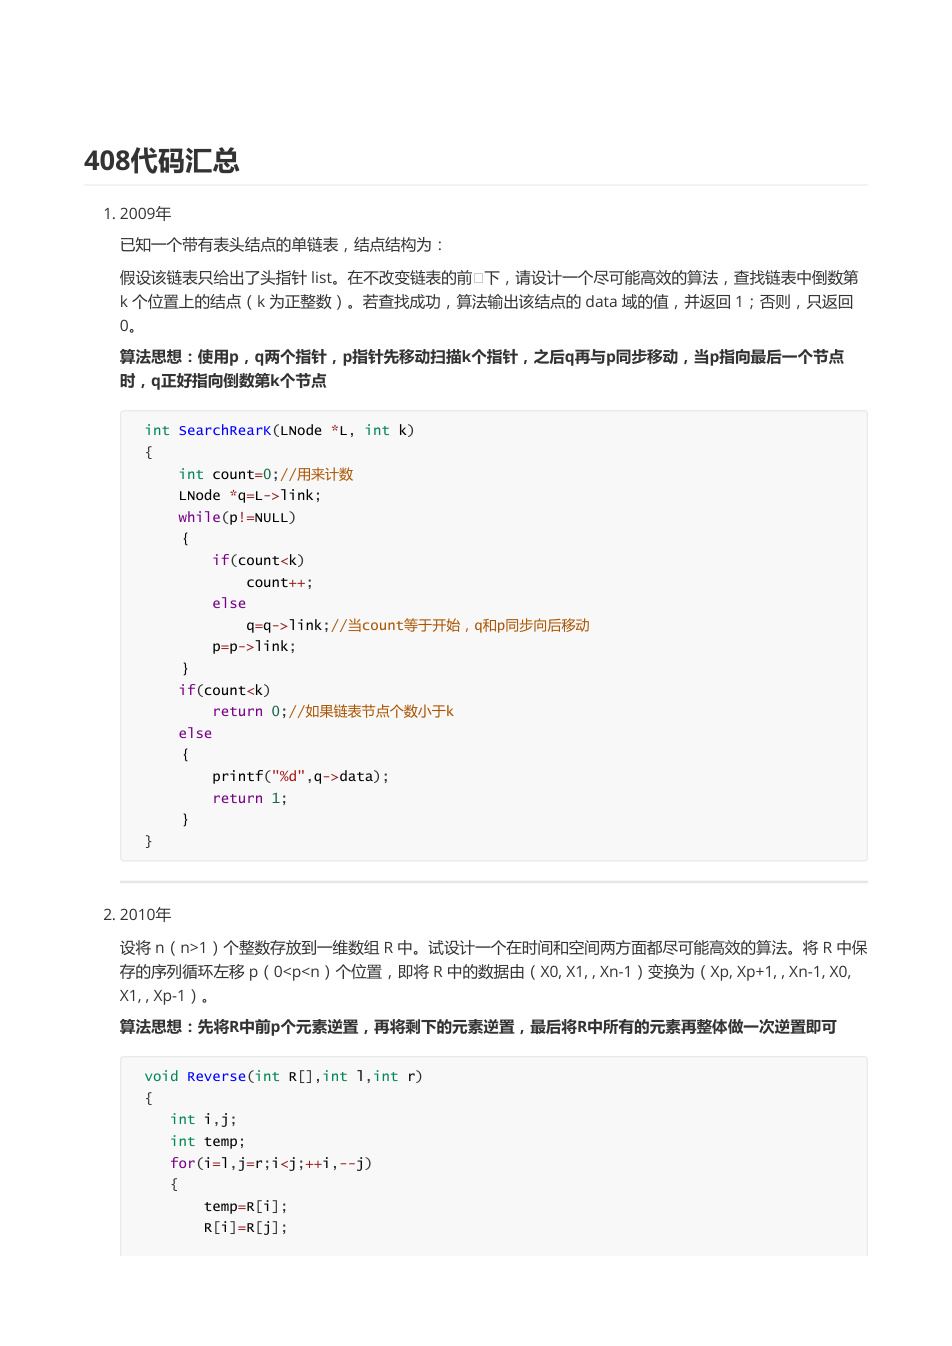 408代码汇总
1. 2009年
已知一个带有表头结点的单链表，结点结构为：
假设该链表只给出了头指针 list。在不改变链表的前□下，请设计一个尽可能高效的算法，查找链表中倒数第
k 个位置上的结点（k 为正整数）。若查找成功，算法输出该结点的 data 域的值，并返回 1；否则，只返回
0。
算法思想：使用p，q两个指针，p指针先移动扫描k个指针，之后q再与p同步移动，当p指向最后一个节点
时，q正好指向倒数第k个节点
int SearchRearK(LNode *L, int k)
{
    int count=0;//用来计数
    LNode *q=L->link;
    while(p!=NULL)
    {
        if(count<k)
            count++;
        else
            q=q->link;//当count等于开始，q和p同步向后移动
        p=p->link;
    }
    if(count<k)
        return 0;//如果链表节点个数小于k
    else
    {
        printf("%d",q->data);
        return 1;
    }
}
2. 2010年
设将 n（n>1）个整数存放到一维数组 R 中。试设计一个在时间和空间两方面都尽可能高效的算法。将 R 中保
存的序列循环左移 p（0<p<n）个位置，即将 R 中的数据由（X0, X1, , Xn-1）变换为（Xp, Xp+1, , Xn-1, X0,
X1, , Xp-1）。
算法思想：先将R中前p个元素逆置，再将剩下的元素逆置，最后将R中所有的元素再整体做一次逆置即可
void Reverse(int R[],int l,int r)
{
   int i,j;
   int temp;
   for(i=l,j=r;i<j;++i,--j)
   {
       temp=R[i];
       R[i]=R[j];